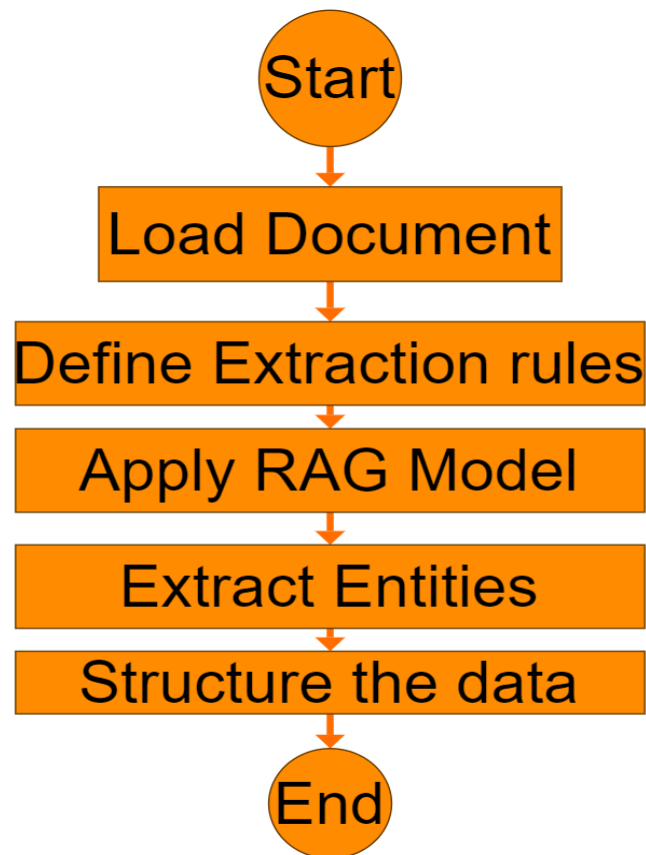 Start
Load Document
Define Extraction rules
Apply RAG Model
Extract Entities
Structure the data
End